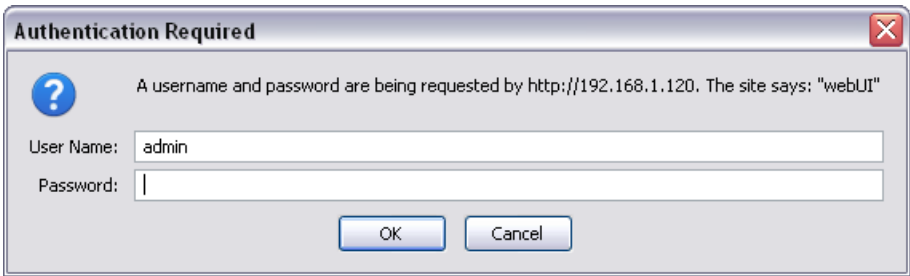 Authentication Required
A username and password are being requested by http://192.168.1.120. The site says: "webUI"
User Name: admin
Password:
OK Cancel